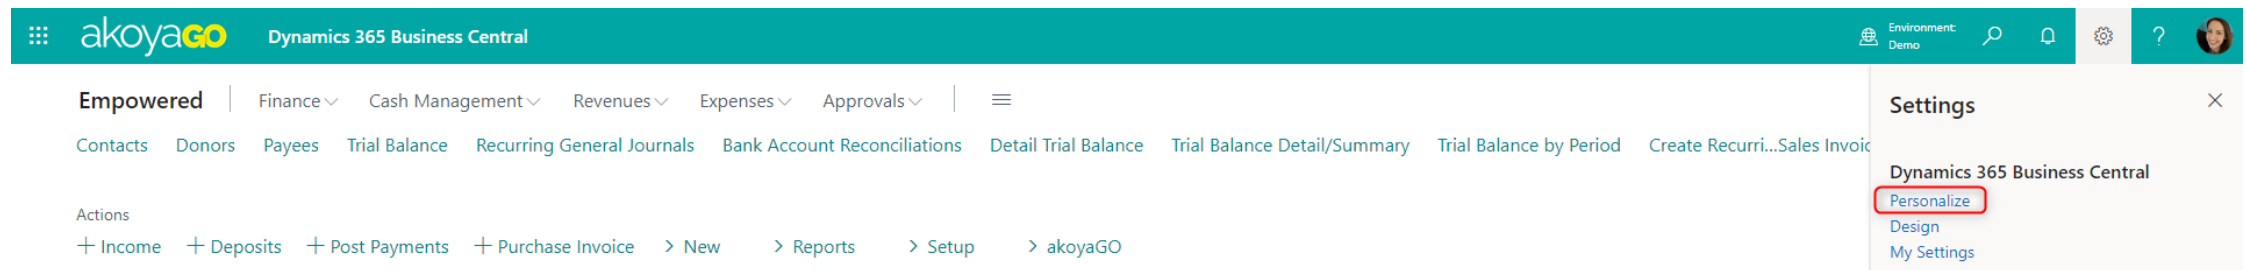 akoyaGO Dynamics 365 Business Central Environment: Demo ?
Empowered Finance Cash Management Revenues Expenses Approvals
Contacts Donors Payees Trial Balance Recurring General Journals Bank Account Reconciliations Detail Trial Balance Trial Balance Detail/Summary Trial Balance by Period Create Recurri...Sales Invoic
Actions
+ Income + Deposits + Post Payments + Purchase Invoice > New > Reports > Setup > akoyaGO
Settings
Dynamics 365 Business Central
Personalize
Design
My Settings